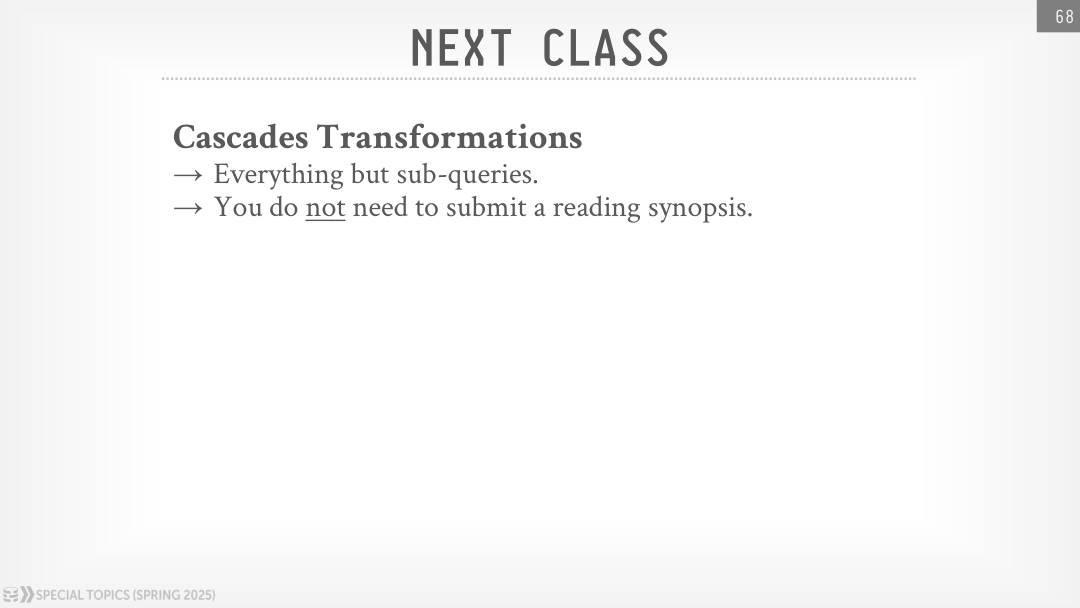 68
NEXT CLASS
Cascades Transformations
→ Everything but sub-queries.
→ You do not need to submit a reading synopsis.
SPECIAL TOPICS (SPRING 2025)